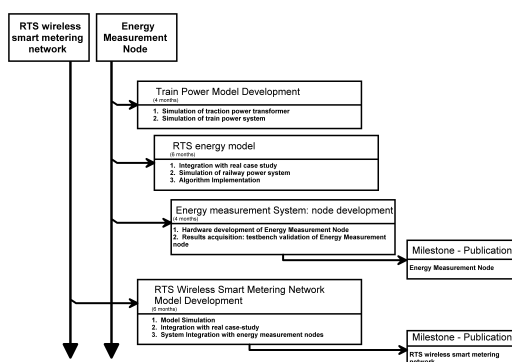 RTS wireless
smart metering
network
Energy
Measurement
Node
Train Power Model Development
(4 months)
1. Simulation of traction power transformer
2. Simulation of train power system
RTS energy model
(6 months)
1. Integration with real case study
2. Simulation of railway power system
3. Algorithm Implementation
Energy measurement System: node development
(4 months)
1. Hardware development of Energy Measurement Node
2. Results acquisition: testbench validation of Energy Measurement
node
Milestone - Publication
Energy Measurement Node
RTS Wireless Smart Metering Network
Model Development
(6 months)
1. Model Simulation
2. Integration with real case-study
3. System Integration with energy measurement nodes
Milestone - Publication
RTS wireless smart metering
network